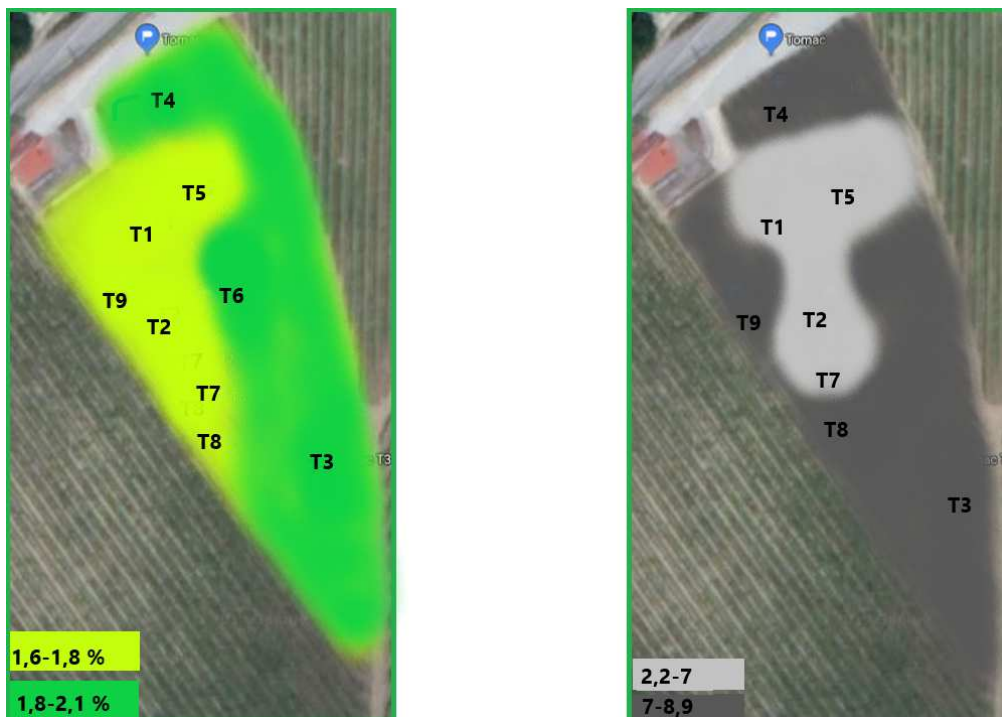 Tomac
T4
T5
T1
T9
T6
T2
T7
T8
T3
T3
1,6-1,8 %
1,8-2,1 %
Tomac
T4
T5
T1
T2
T9
T7
T8
T3
2,2-7
7-8,9